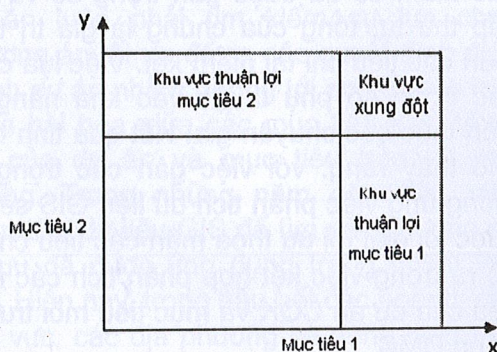 y
Khu vực thuận lợi
mục tiêu 2
Khu vực
xung đột
Khu vực
thuận lợi
mục tiêu 1
Mục tiêu 2
Mục tiêu 1
x